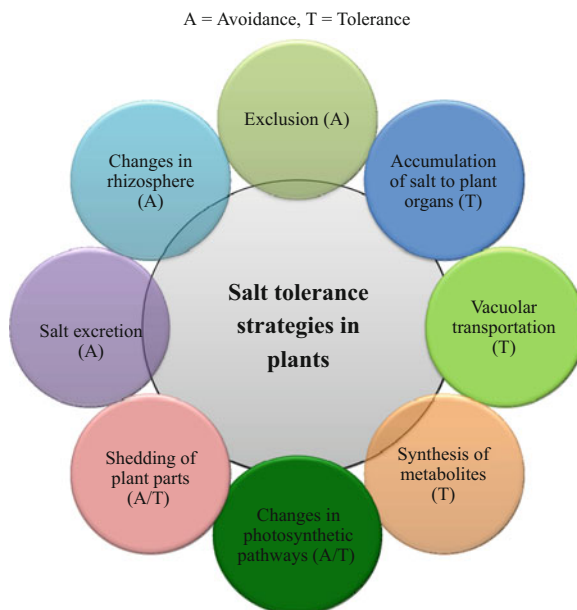 A = Avoidance, T = Tolerance
Exclusion (A)
Accumulation
of salt to plant
organs (T)
Vacuolar
transportation
(T)
Synthesis of
metabolites
(T)
Changes in
photosynthetic
pathways (A/T)
Shedding of
plant parts
(A/T)
Salt excretion
(A)
Changes in
rhizosphere
(A)
Salt tolerance
strategies in
plants